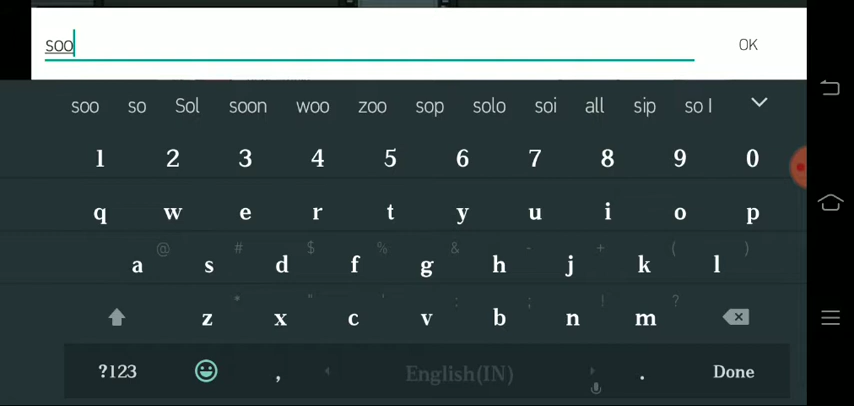 soo OK
soo so Sol soon woo zoo sop solo soi all sip so I
1 2 3 4 5 6 7 8 9 0
q w e r t y u i o p
@ # $ % & - + ( )
a s d f g h j k l
* " ' : ; ! ?
z x c v b n m
?123 , English(IN) . Done